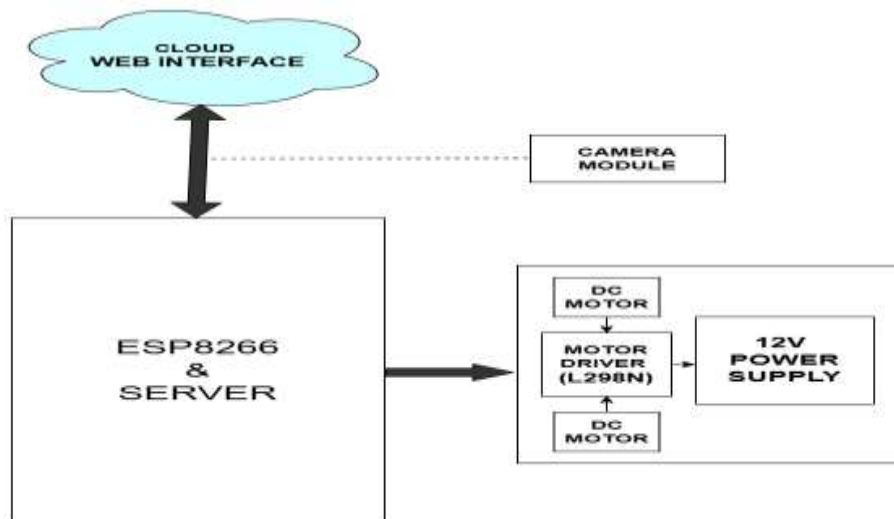 CLOUD
WEB INTERFACE
CAMERA
MODULE
ESP8266
&
SERVER
DC
MOTOR
MOTOR
DRIVER
(L298N)
DC
MOTOR
12V
POWER
SUPPLY